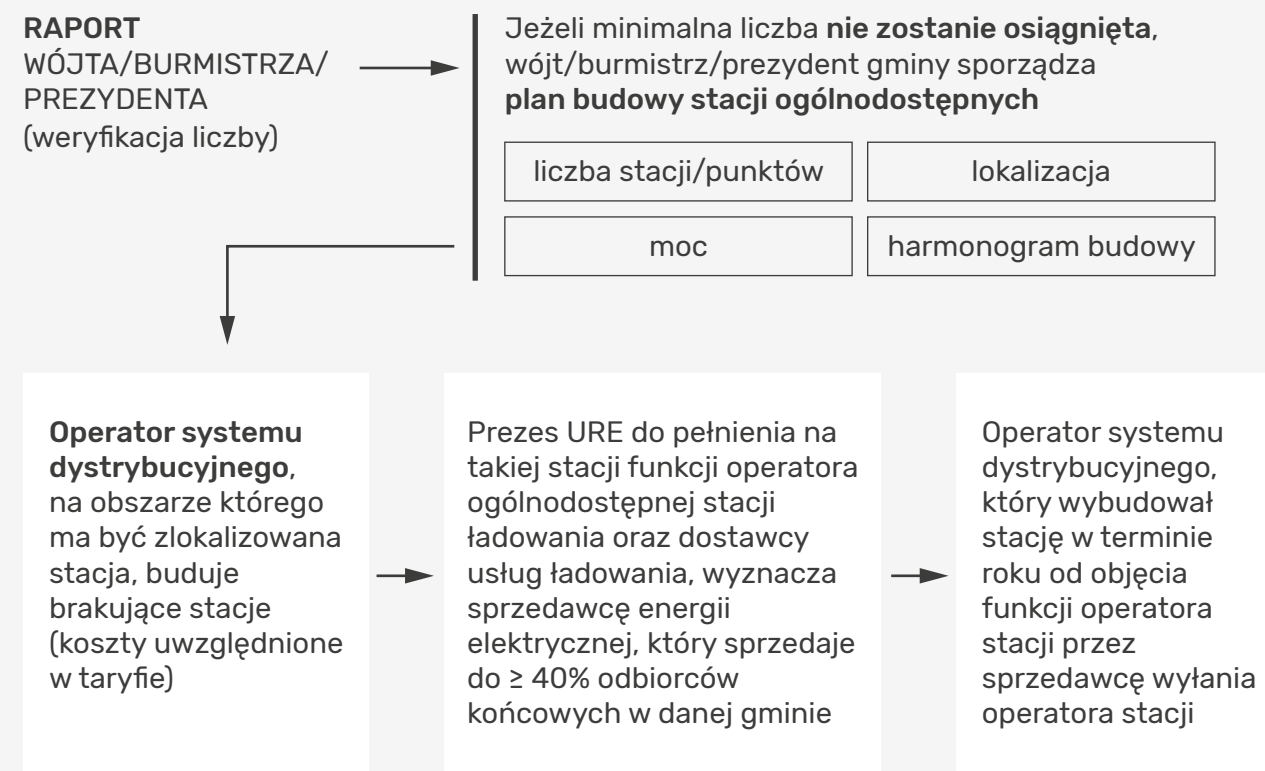 RAPORT
WÓJTA/BURMISTRZA/
PREZYDENTA
(weryfikacja liczby)
Jeżeli minimalna liczba nie zostanie osiągnięta,
wójt/burmistrz/prezydent gminy sporządza
plan budowy stacji ogólnodostępnych
liczba stacji/punktów
lokalizacja
moc
harmonogram budowy
Operator systemu
dystrybucyjnego,
na obszarze którego
ma być zlokalizowana
stacja, buduje
brakujące stacje
(koszty uwzględnione
w taryfie)
Prezes URE do pełnienia na
takiej stacji funkcji operatora
ogólnodostępnej stacji
ładowania oraz dostawcy
usług ładowania, wyznacza
sprzedawcę energii
elektrycznej, który sprzedaje
do ≥ 40% odbiorców
końcowych w danej gminie
Operator systemu
dystrybucyjnego,
który wybudował
stację w terminie
roku od objęcia
funkcji operatora
stacji przez
sprzedawcę wyłania
operatora stacji